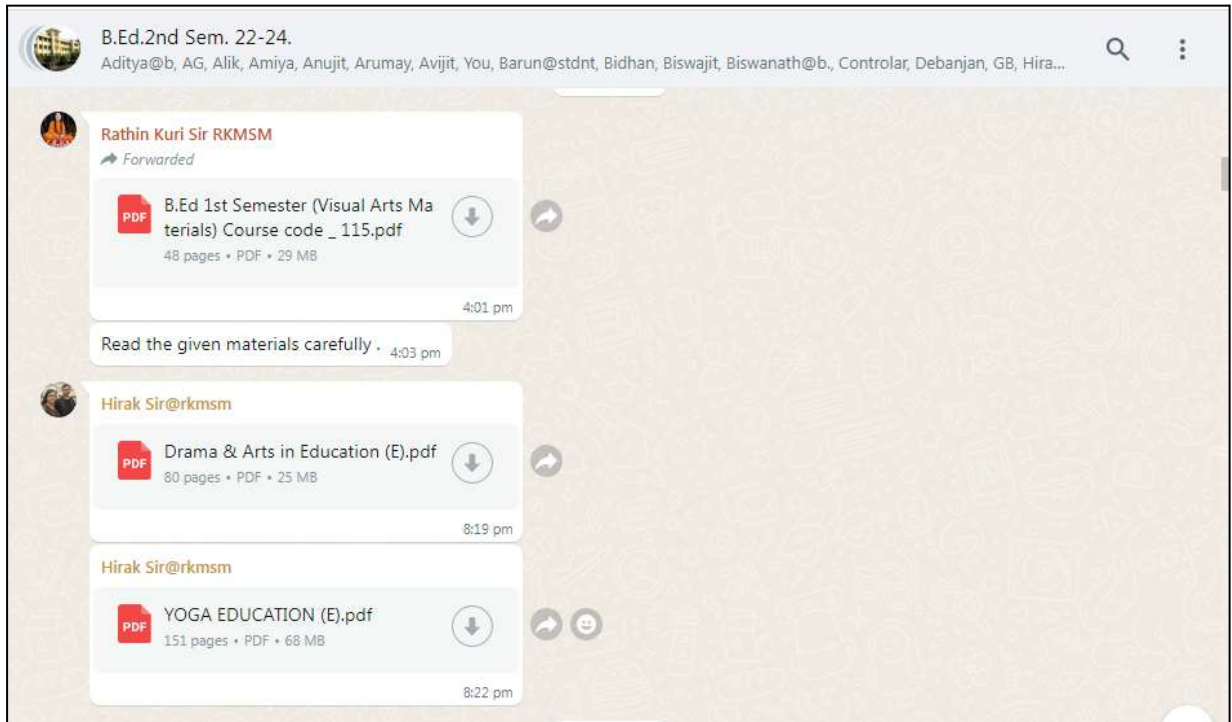 B.Ed.2nd Sem. 22-24.
Aditya@b, AG, Alik, Amiya, Anujit, Arumay, Avijit, You, Barun@stdnt, Bidhan, Biswajit, Biswanath@b., Controlar, Debanjan, GB, Hira...
Rathin Kuri Sir RKMSM
Forwarded
PDF
B.Ed 1st Semester (Visual Arts Ma
terials) Course code _ 115.pdf
48 pages • PDF • 29 MB
4:01 pm
Read the given materials carefully . 4:03 pm
Hirak Sir@rkmsm
PDF
Drama & Arts in Education (E).pdf
80 pages • PDF • 25 MB
8:19 pm
Hirak Sir@rkmsm
PDF
YOGA EDUCATION (E).pdf
151 pages • PDF • 68 MB
8:22 pm